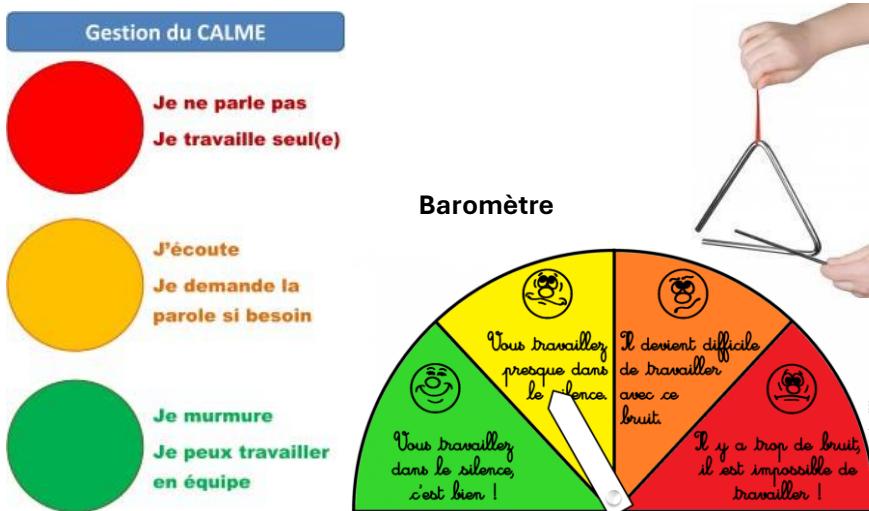 Gestion du CALME
Je ne parle pas
Je travaille seul(e)
J'écoute
Je demande la
parole si besoin
Je murmure
Je peux travailler
en équipe
Baromètre
Vous travaillez
dans le silence,
c'est bien !
Vous travaillez
presque dans
le silence.
Il devient difficile
de travailler
avec ce
bruit.
Il y a trop de bruit,
il est impossible de
travailler !